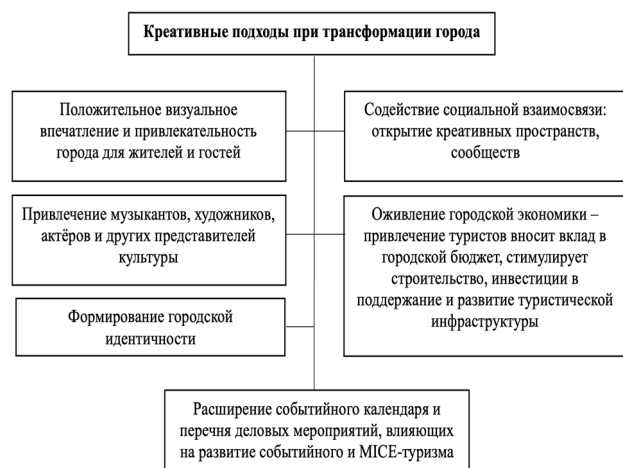 Креативные подходы при трансформации города
Положительное визуальное
впечатление и привлекательность
города для жителей и гостей
Содействие социальной взаимосвязи:
открытие креативных пространств,
сообществ
Привлечение музыкантов, художников,
актёров и других представителей
культуры
Оживление городской экономики –
привлечение туристов вносит вклад в
городской бюджет, стимулирует
строительство, инвестиции в
поддержание и развитие туристической
инфраструктуры
Формирование городской
идентичности
Расширение событийного календаря и
перечня деловых мероприятий, влияющих
на развитие событийного и MICE-туризма